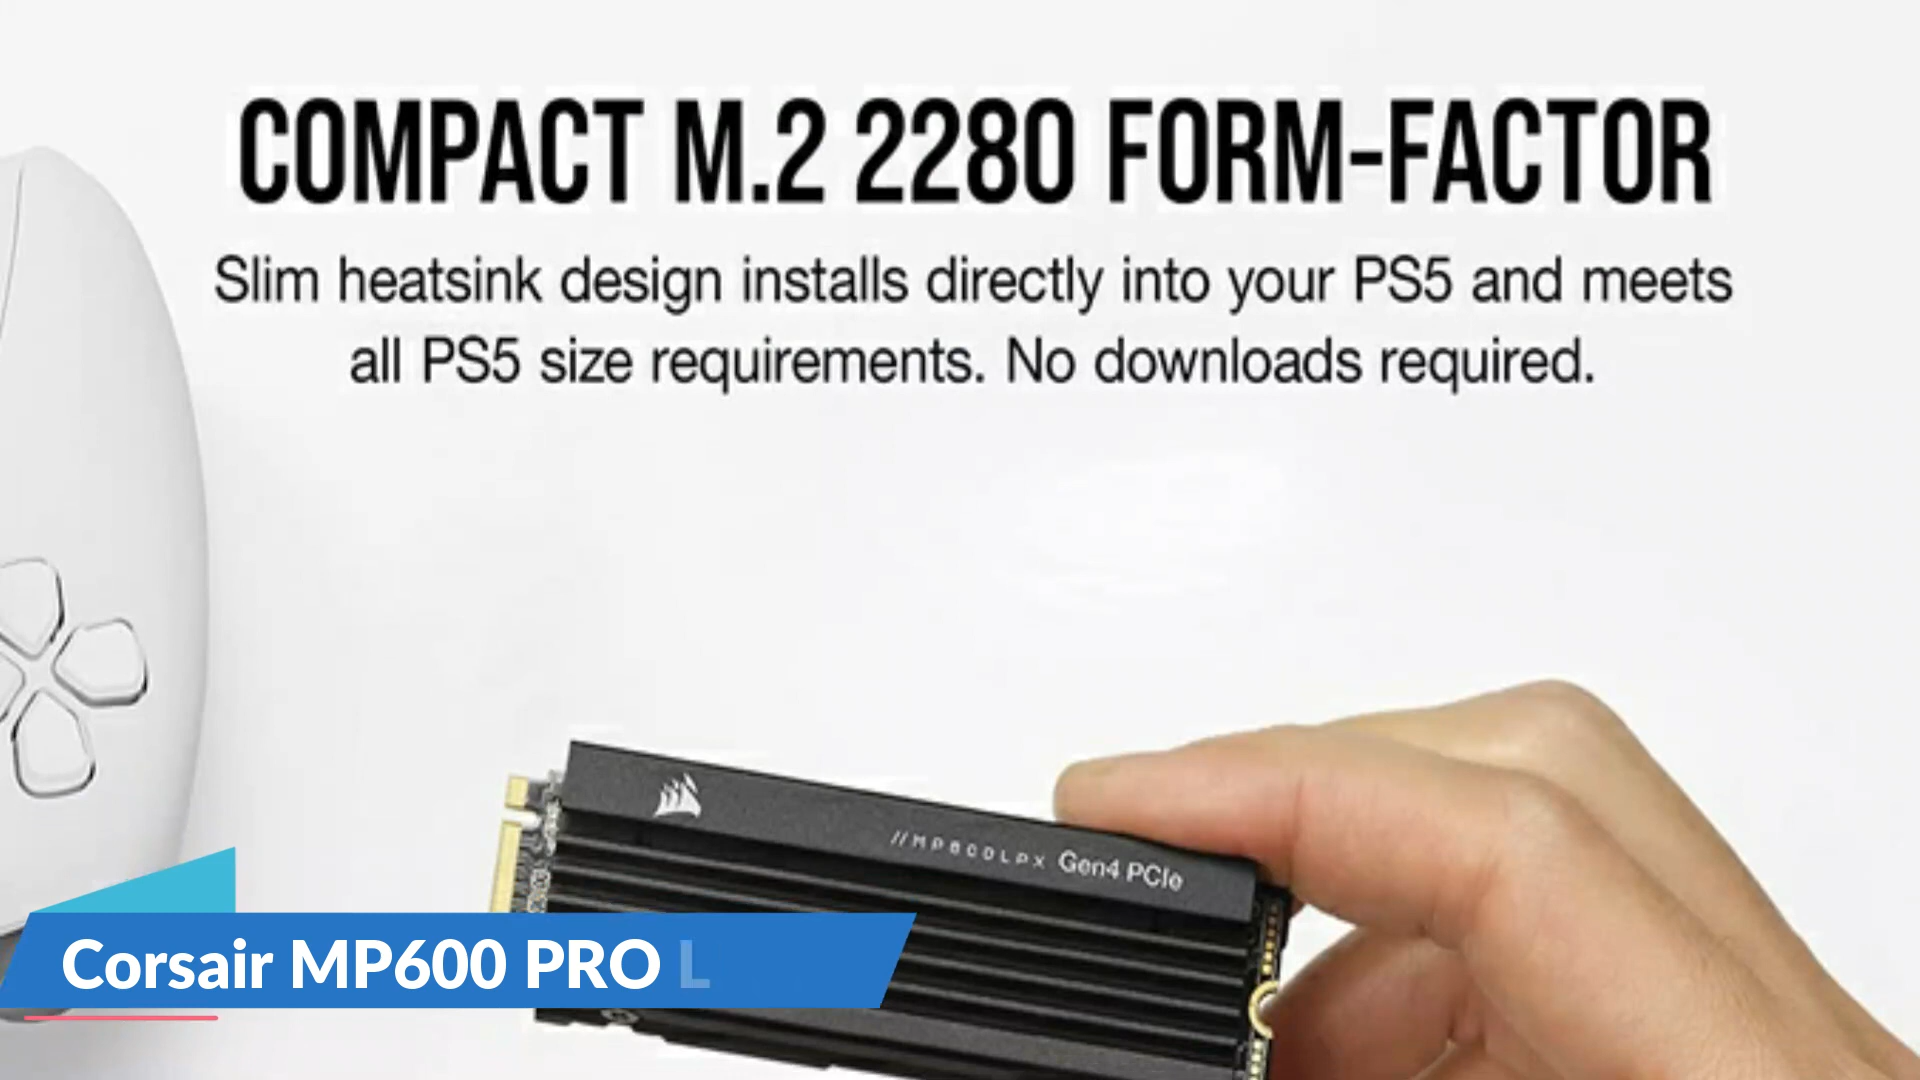 COMPACT M.2 2280 FORM-FACTOR
Slim heatsink design installs directly into your PS5 and meets
all PS5 size requirements. No downloads required.
//MP600LPX Gen4 PCIe
Corsair MP600 PRO L